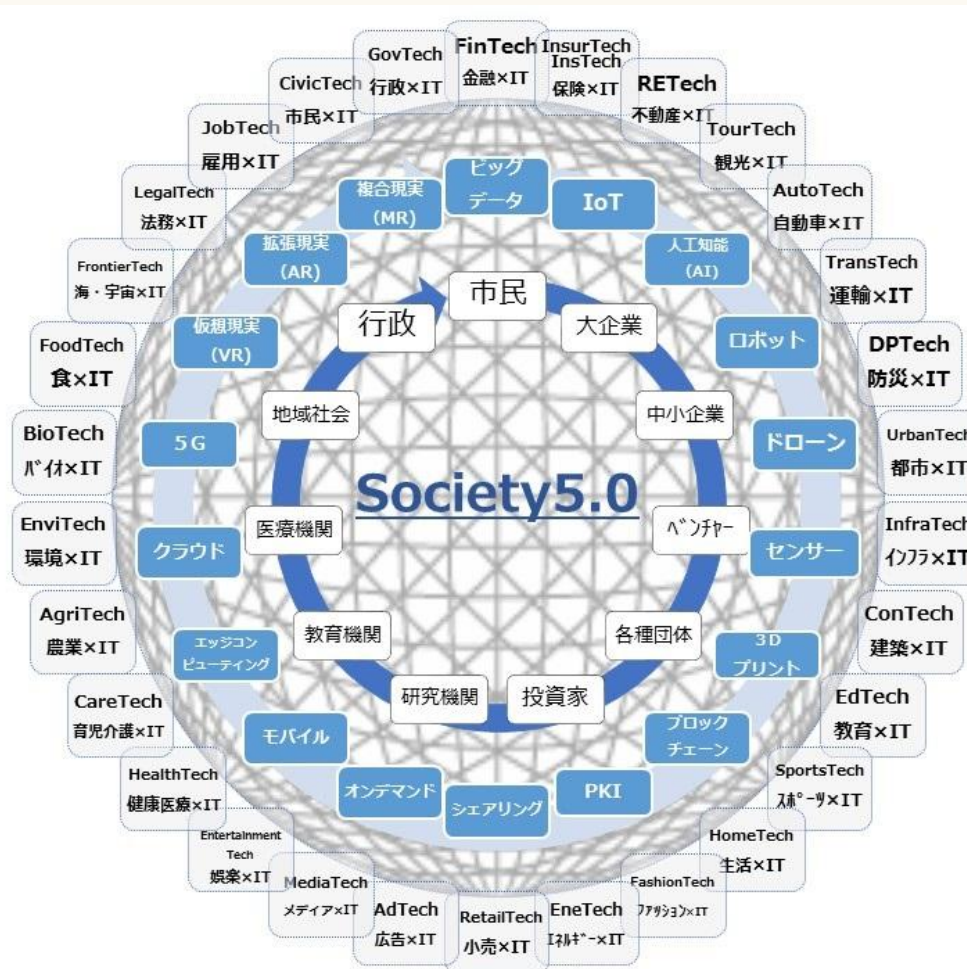 FinTech
金融×IT
InsurTech
InsTech
保険×IT
RETech
不動産×IT
TourTech
観光×IT
AutoTech
自動車×IT
TransTech
運輸×IT
DPTech
防災×IT
UrbanTech
都市×IT
InfraTech
インフラ×IT
ConTech
建築×IT
EdTech
教育×IT
SportsTech
スポーツ×IT
HomeTech
生活×IT
FashionTech
ファッション×IT
EneTech
エネルギー×IT
RetailTech
小売×IT
AdTech
広告×IT
MediaTech
メディア×IT
Entertainment
Tech
娯楽×IT
HealthTech
健康医療×IT
CareTech
育児介護×IT
AgriTech
農業×IT
EnviTech
環境×IT
BioTech
バイオ×IT
FoodTech
食×IT
FrontierTech
海・宇宙×IT
LegalTech
法務×IT
JobTech
雇用×IT
CivicTech
市民×IT
GovTech
行政×IT
ビッグ
データ
IoT
人工知能
(AI)
ロボット
ドローン
センサー
3D
プリント
ブロック
チェーン
PKI
シェアリング
オンデマンド
モバイル
エッジコン
ピューティング
クラウド
5G
仮想現実
(VR)
拡張現実
(AR)
複合現実
(MR)
市民
大企業
中小企業
ベンチャー
各種団体
投資家
研究機関
教育機関
医療機関
地域社会
行政
Society5.0